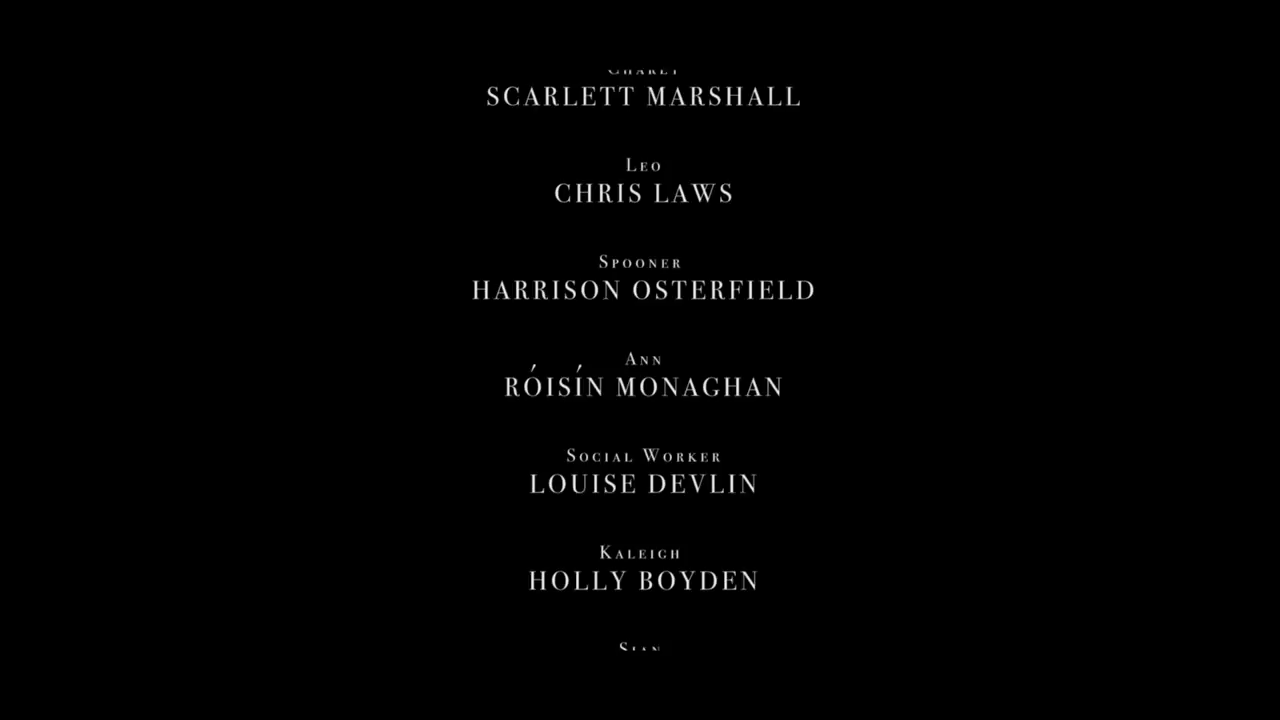 SCARLETT MARSHALL
Leo
CHRIS LAWS
Spooner
HARRISON OSTERFIELD
Ann
RÓISÍN MONAGHAN
Social Worker
LOUISE DEVLIN
Kaleigh
HOLLY BOYDEN